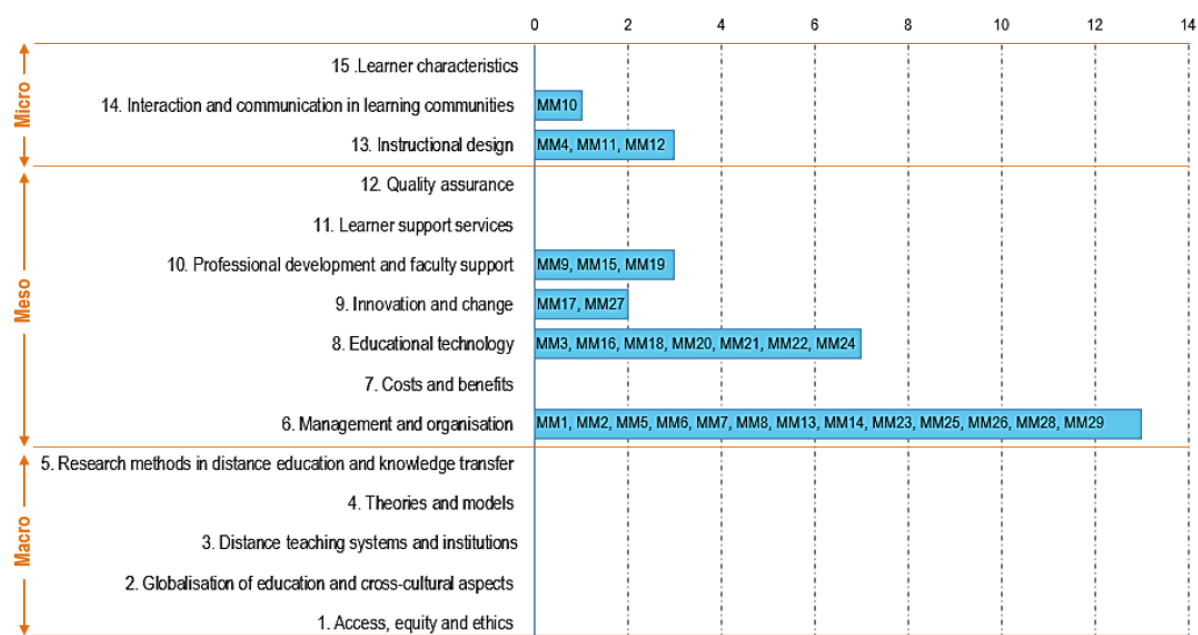 0 2 4 6 8 10 12 14
Micro
15 .Learner characteristics
14. Interaction and communication in learning communities
MM10
13. Instructional design
MM4, MM11, MM12
Meso
12. Quality assurance
11. Learner support services
10. Professional development and faculty support
MM9, MM15, MM19
9. Innovation and change
MM17, MM27
8. Educational technology
MM3, MM16, MM18, MM20, MM21, MM22, MM24
7. Costs and benefits
6. Management and organisation
MM1, MM2, MM5, MM6, MM7, MM8, MM13, MM14, MM23, MM25, MM26, MM28, MM29
Macro
5. Research methods in distance education and knowledge transfer
4. Theories and models
3. Distance teaching systems and institutions
2. Globalisation of education and cross-cultural aspects
1. Access, equity and ethics